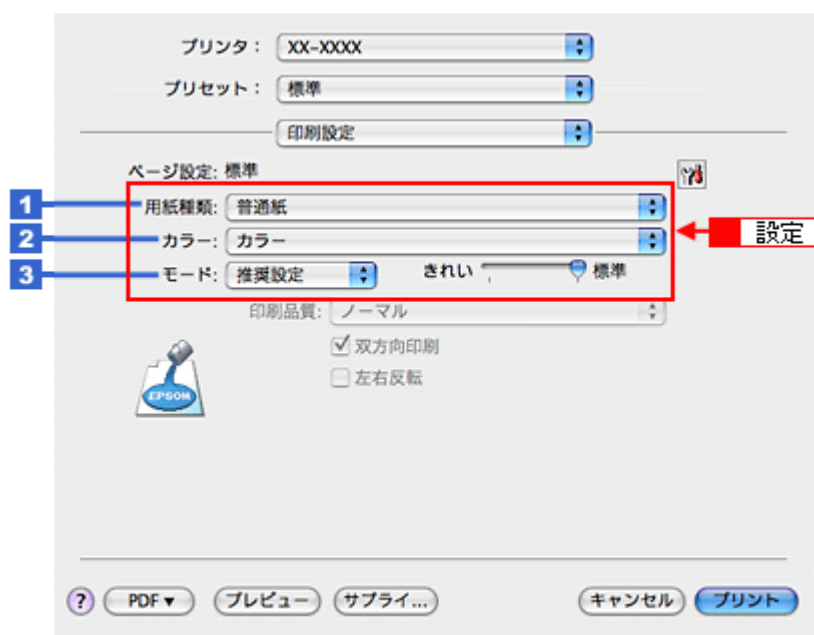 プリンタ： XX-XXXX
プリセット： 標準
印刷設定
ページ設定: 標準
1 用紙種類: 普通紙
設定
2 カラー: カラー
3 モード: 推奨設定 きれい 標準
印刷品質: ノーマル
双方向印刷
左右反転
EPSON
? PDF▼ プレビュー サプライ... キャンセル プリント